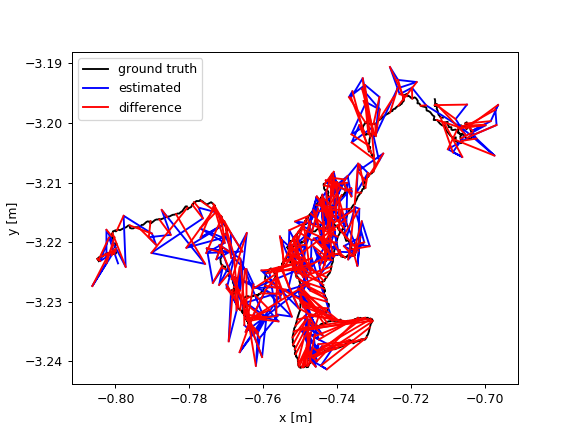 ground truth
estimated
difference
−3.19
−3.20
−3.21
−3.22
−3.23
−3.24
y [m]
−0.80
−0.78
−0.76
−0.74
−0.72
−0.70
x [m]